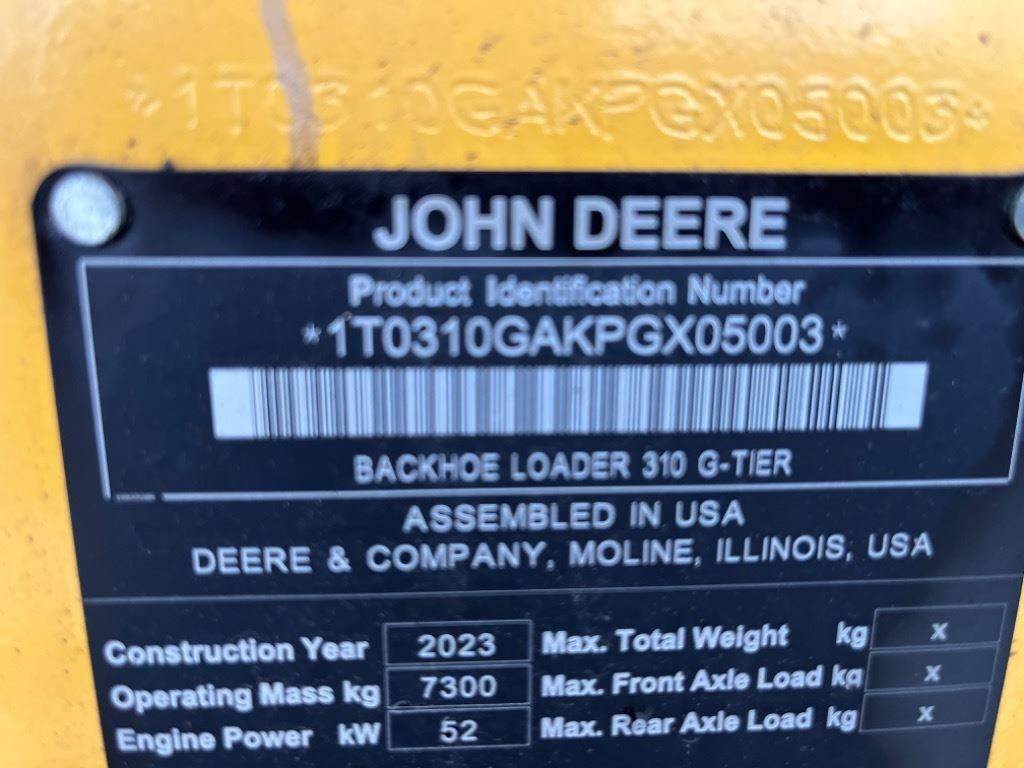 *1T0310GAKPGX05003*
JOHN DEERE
Product Identification Number
*1T0310GAKPGX05003*
BACKHOE LOADER 310 G-TIER
ASSEMBLED IN USA
DEERE & COMPANY, MOLINE, ILLINOIS, USA
Construction Year 2023 Max. Total Weight kg X
Operating Mass kg 7300 Max. Front Axle Load kg X
Engine Power kW 52 Max. Rear Axle Load kg X